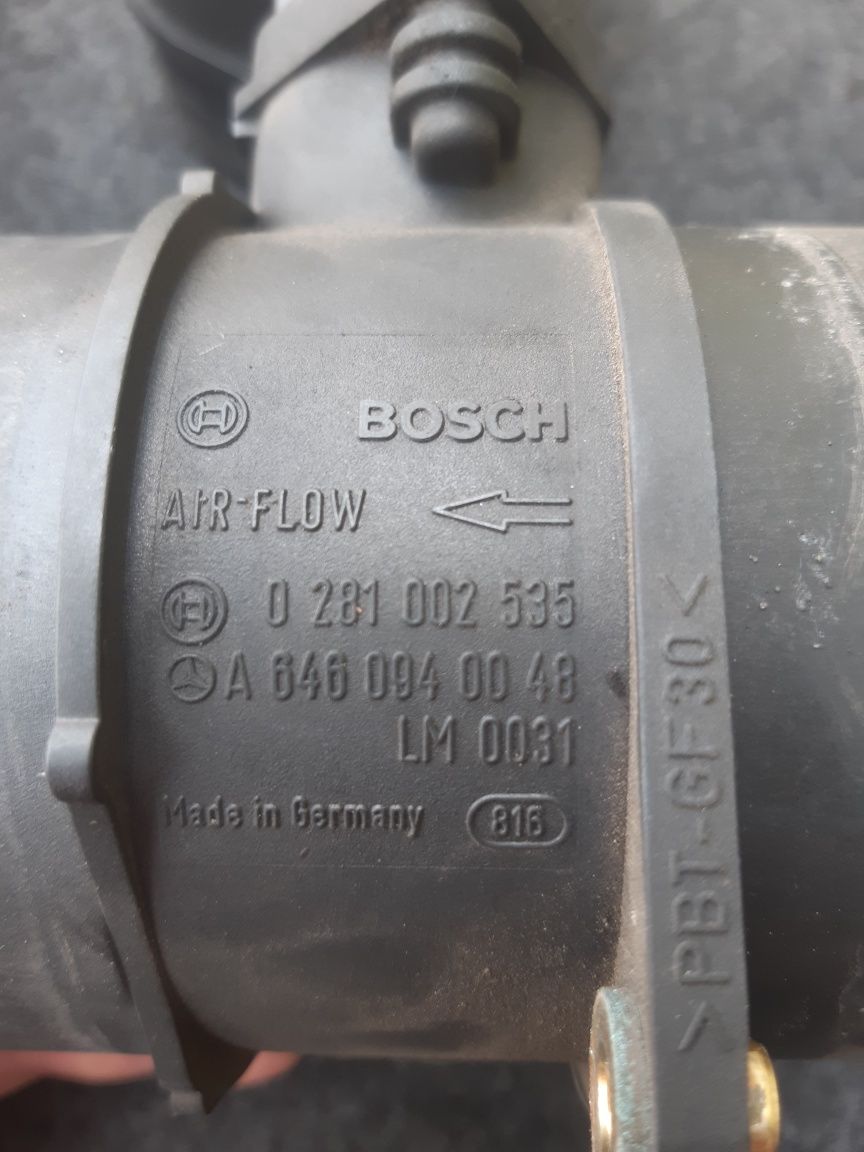 BOSCH
AIR-FLOW
0 281 002 535
A 646 094 00 48
LM 0031
Made in Germany 816
>PBT-GF30<